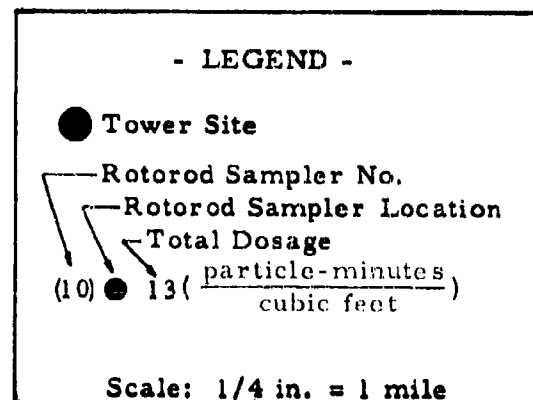 - LEGEND -
Tower Site
Rotorod Sampler No.
Rotorod Sampler Location
Total Dosage
(10) 13 ( particle-minutes
cubic feet )
Scale: 1/4 in. = 1 mile